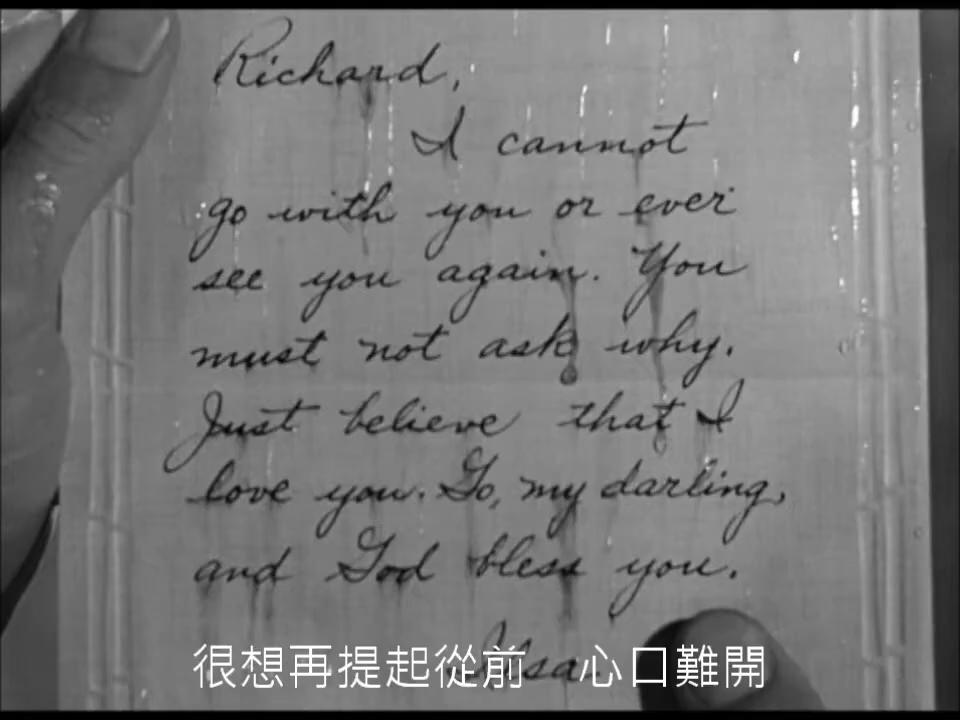 Richard,
I cannot
go with you or ever
see you again. You
must not ask why.
Just believe that I
love you. Go, my darling,
and God bless you.
很想再提起從前 心口難開